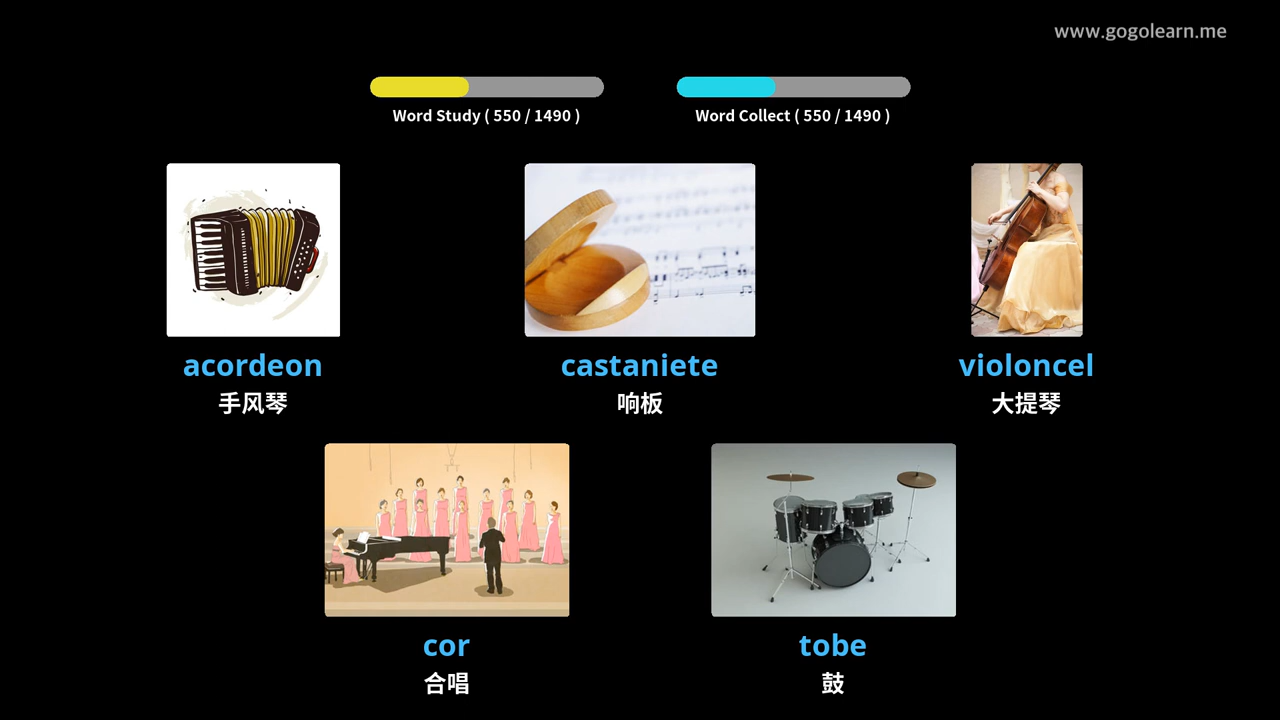 www.gogolearn.me
Word Study ( 550 / 1490 )
Word Collect ( 550 / 1490 )
acordeon
手风琴
castaniete
响板
violoncel
大提琴
cor
合唱
tobe
鼓